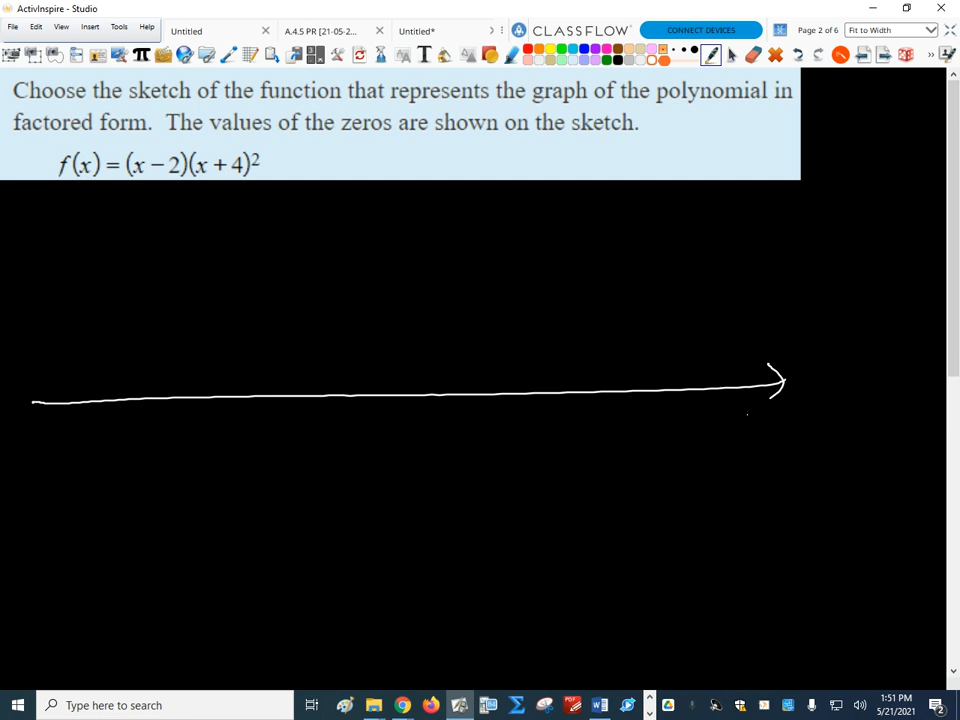 ActivInspire - Studio
File Edit View Insert Tools Help
Untitled
A.4.5 PR [21-05-2...
Untitled*
CLASSFLOW
CONNECT DEVICES
Page 2 of 6
Fit to Width
Choose the sketch of the function that represents the graph of the polynomial in
factored form. The values of the zeros are shown on the sketch.
f(x) = (x − 2)(x + 4)²
Type here to search
1:51 PM
5/21/2021
2